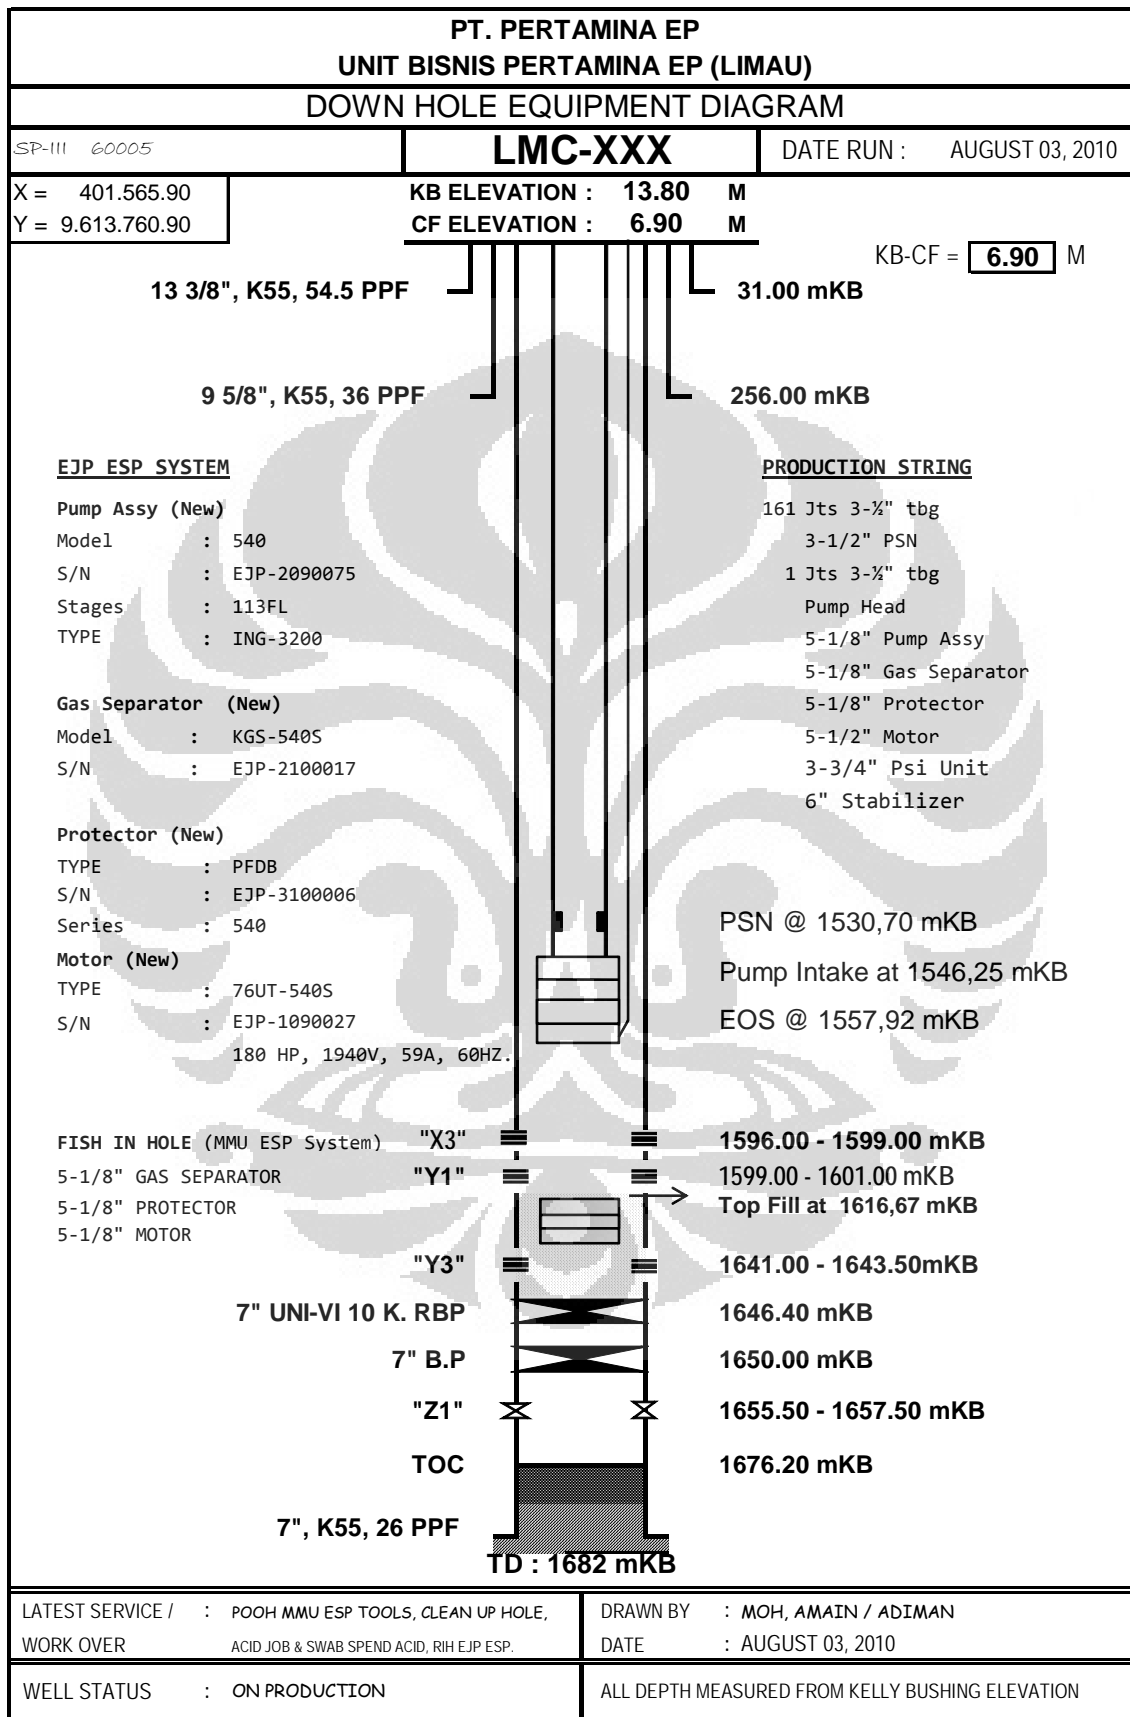 PT. PERTAMINA EP
UNIT BISNIS PERTAMINA EP (LIMAU)
DOWN HOLE EQUIPMENT DIAGRAM
SP-III 60005
LMC-XXX
DATE RUN : AUGUST 03, 2010
X = 401.565.90
Y = 9.613.760.90
KB ELEVATION : 13.80 M
CF ELEVATION : 6.90 M
KB-CF = 6.90 M
13 3/8", K55, 54.5 PPF 31.00 mKB
9 5/8", K55, 36 PPF 256.00 mKB
EJP ESP SYSTEM
Pump Assy (New)
Model : 540
S/N : EJP-2090075
Stages : 113FL
TYPE : ING-3200
Gas Separator (New)
Model : KGS-540S
S/N : EJP-2100017
Protector (New)
TYPE : PFDB
S/N : EJP-3100006
Series : 540
Motor (New)
TYPE : 76UT-540S
S/N : EJP-1090027
180 HP, 1940V, 59A, 60HZ.
PRODUCTION STRING
161 Jts 3-½" tbg
3-1/2" PSN
1 Jts 3-½" tbg
Pump Head
5-1/8" Pump Assy
5-1/8" Gas Separator
5-1/8" Protector
5-1/2" Motor
3-3/4" Psi Unit
6" Stabilizer
PSN @ 1530,70 mKB
Pump Intake at 1546,25 mKB
EOS @ 1557,92 mKB
FISH IN HOLE (MMU ESP System)
5-1/8" GAS SEPARATOR
5-1/8" PROTECTOR
5-1/8" MOTOR
"X3" 1596.00 - 1599.00 mKB
"Y1" 1599.00 - 1601.00 mKB
Top Fill at 1616,67 mKB
"Y3" 1641.00 - 1643.50mKB
7" UNI-VI 10 K. RBP 1646.40 mKB
7" B.P 1650.00 mKB
"Z1" 1655.50 - 1657.50 mKB
TOC 1676.20 mKB
7", K55, 26 PPF
TD : 1682 mKB
LATEST SERVICE / : POOH MMU ESP TOOLS, CLEAN UP HOLE,
WORK OVER ACID JOB & SWAB SPEND ACID, RIH EJP ESP.
DRAWN BY : MOH, AMAIN / ADIMAN
DATE : AUGUST 03, 2010
WELL STATUS : ON PRODUCTION
ALL DEPTH MEASURED FROM KELLY BUSHING ELEVATION